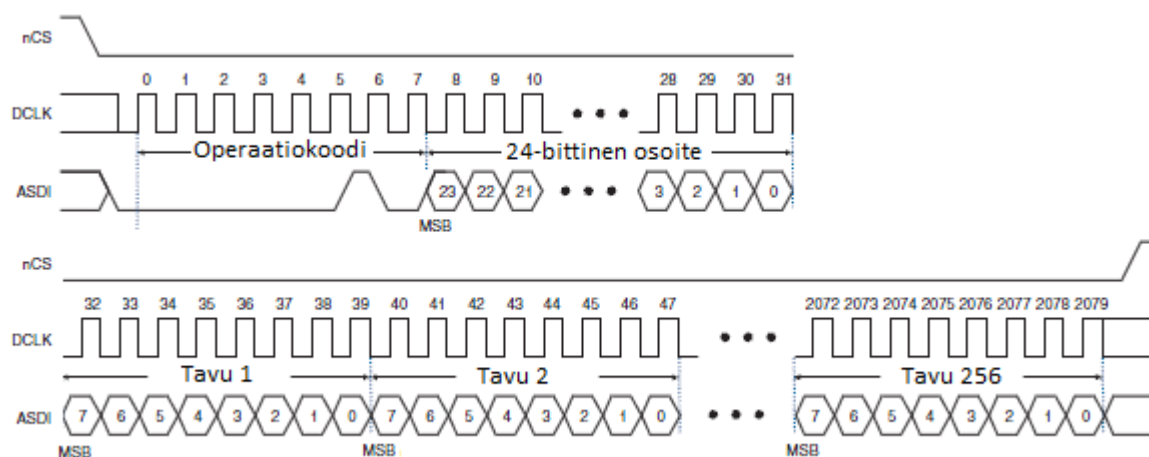 nCS
0 1 2 3 4 5 6 7 8 9 10 28 29 30 31
DCLK
Operaatiokoodi 24-bittinen osoite
ASDI 23 22 21 3 2 1 0
MSB
nCS
32 33 34 35 36 37 38 39 40 41 42 43 44 45 46 47 2072 2073 2074 2075 2076 2077 2078 2079
DCLK
Tavu 1 Tavu 2 Tavu 256
ASDI 7 6 5 4 3 2 1 0 7 6 5 4 3 2 1 0 7 6 5 4 3 2 1 0
MSB MSB MSB